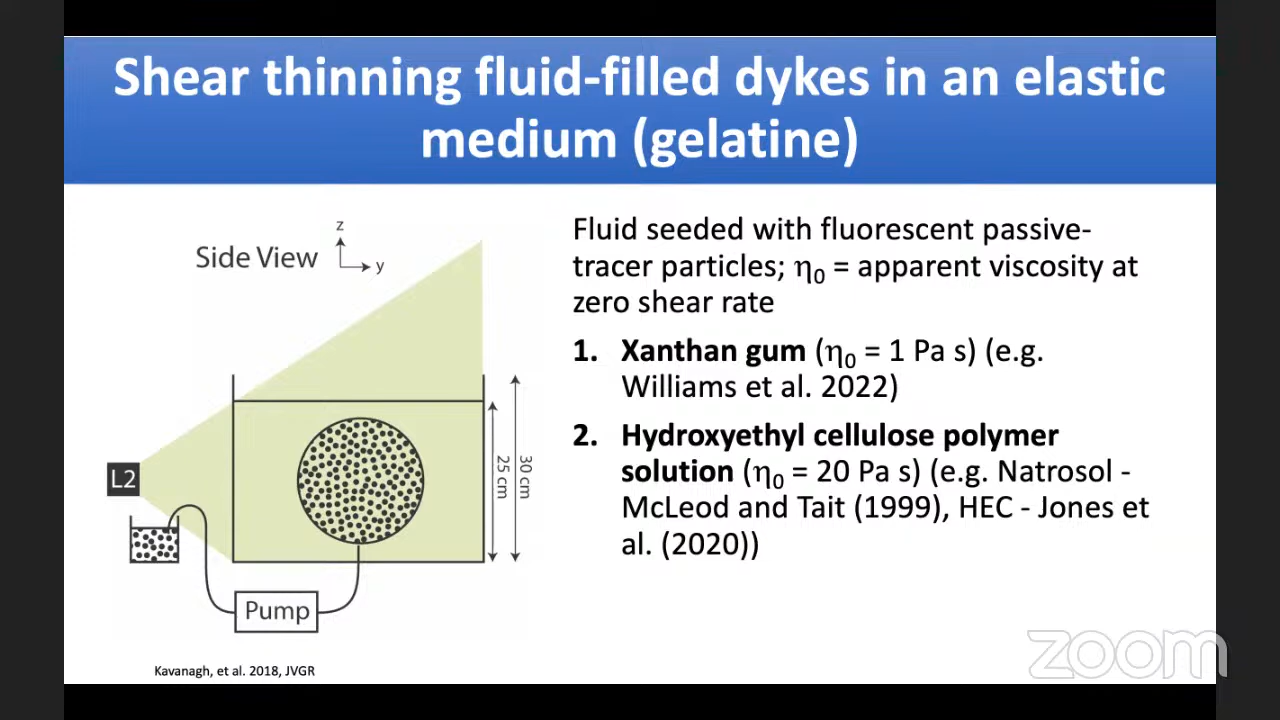 Shear thinning fluid-filled dykes in an elastic
medium (gelatine)
Side View
z
y
L2
25 cm
30 cm
Pump
Kavanagh, et al. 2018, JVGR
Fluid seeded with fluorescent passive-
tracer particles; η0 = apparent viscosity at
zero shear rate
1. Xanthan gum (η0 = 1 Pa s) (e.g.
Williams et al. 2022)
2. Hydroxyethyl cellulose polymer
solution (η0 = 20 Pa s) (e.g. Natrosol -
McLeod and Tait (1999), HEC - Jones et
al. (2020))
zoom